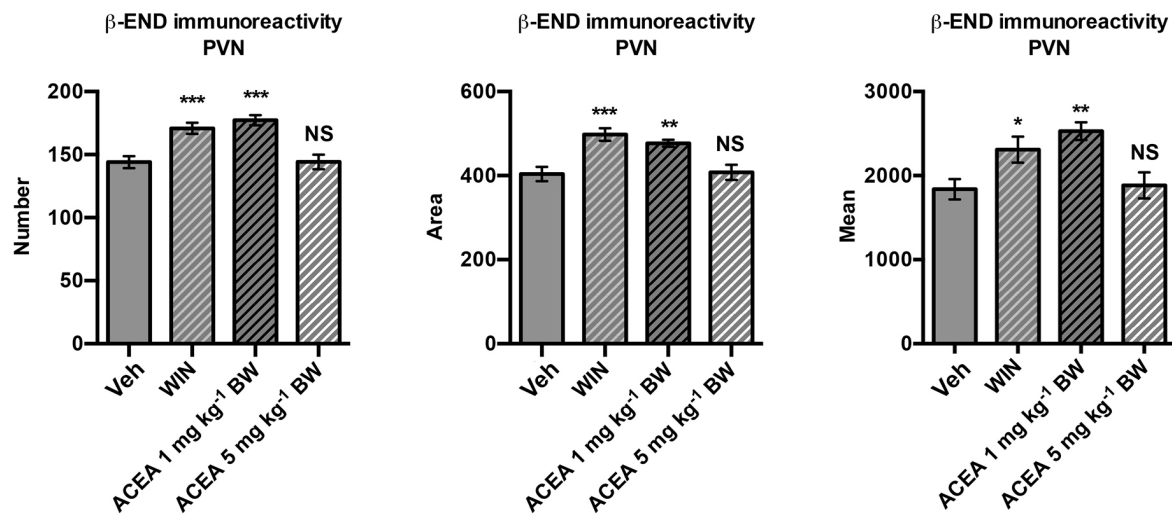 β-END immunoreactivity
PVN
200
150
100
50
0
Number
***
***
NS
Veh
WIN
ACEA 1 mg kg⁻¹ BW
ACEA 5 mg kg⁻¹ BW
β-END immunoreactivity
PVN
600
400
200
0
Area
***
**
NS
Veh
WIN
ACEA 1 mg kg⁻¹ BW
ACEA 5 mg kg⁻¹ BW
β-END immunoreactivity
PVN
3000
2000
1000
0
Mean
*
**
NS
Veh
WIN
ACEA 1 mg kg⁻¹ BW
ACEA 5 mg kg⁻¹ BW